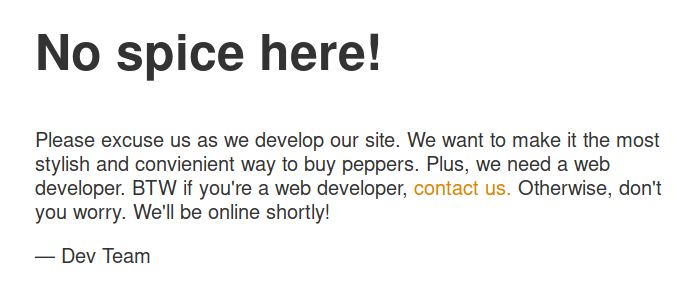 No spice here!
Please excuse us as we develop our site. We want to make it the most
stylish and convienient way to buy peppers. Plus, we need a web
developer. BTW if you're a web developer, contact us. Otherwise, don't
you worry. We'll be online shortly!
— Dev Team